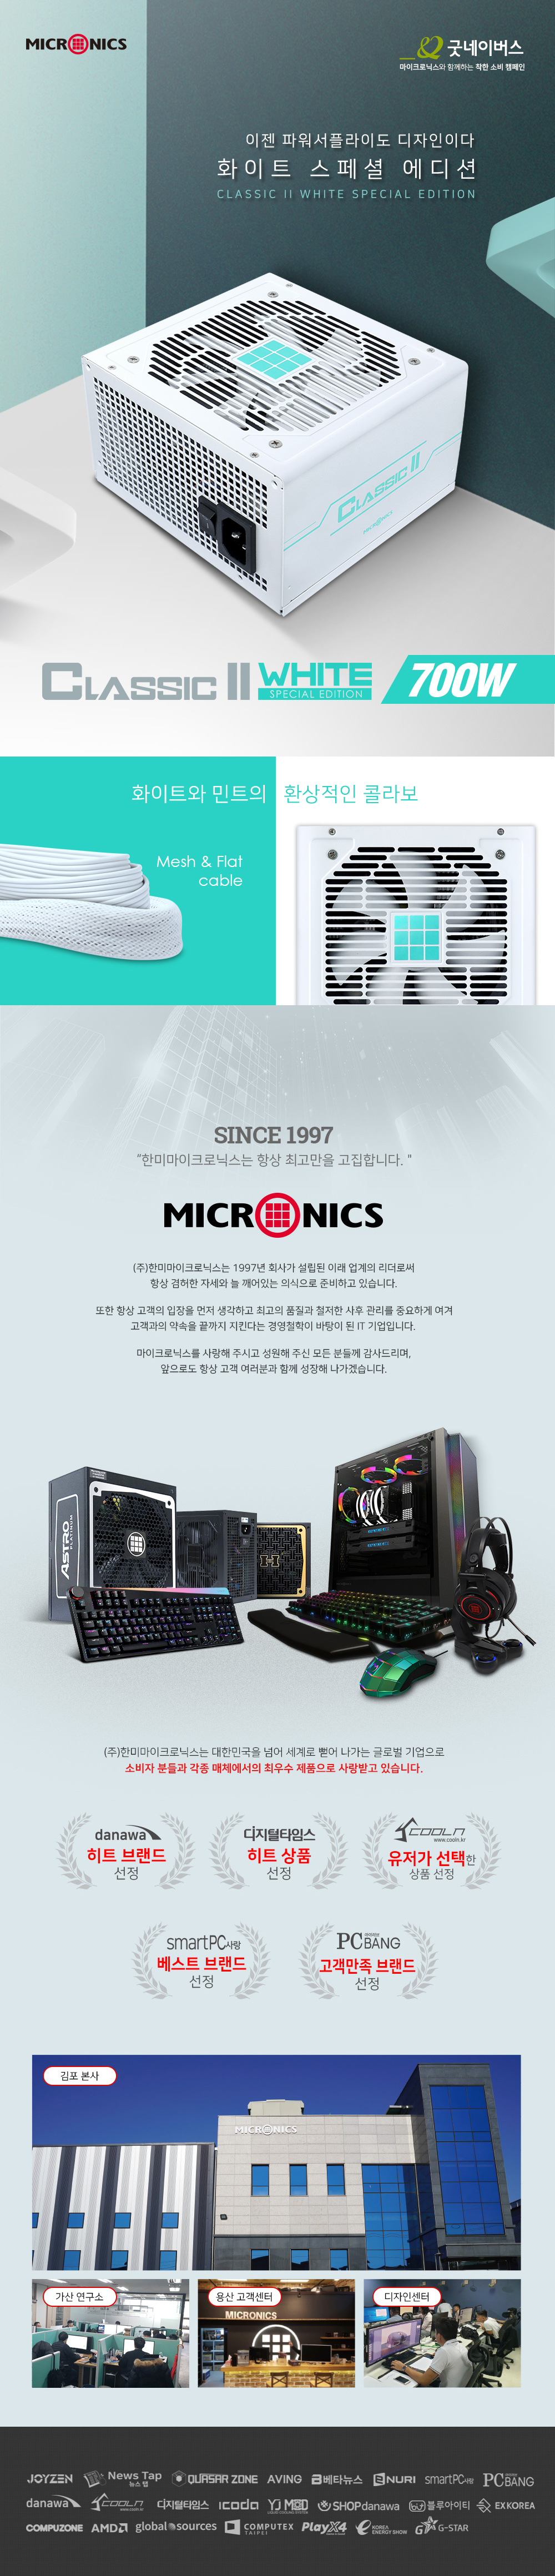 MICRONICS
굿네이버스
마이크로닉스와 함께하는 착한 소비 캠페인
이젠 파워서플라이도 디자인이다
화이트 스페셜 에디션
CLASSIC II WHITE SPECIAL EDITION
CLASSIC II
MICRONICS
CLASSIC II WHITE 700W
SPECIAL EDITION
화이트와 민트의 환상적인 콜라보
Mesh & Flat
cable
SINCE 1997
"한미마이크로닉스는 항상 최고만을 고집합니다. "
MICRONICS
(주)한미마이크로닉스는 1997년 회사가 설립된 이래 업계의 리더로써
항상 겸허한 자세와 늘 깨어있는 의식으로 준비하고 있습니다.
또한 항상 고객의 입장을 먼저 생각하고 최고의 품질과 철저한 사후 관리를 중요하게 여겨
고객과의 약속을 끝까지 지킨다는 경영철학이 바탕이 된 IT 기업입니다.
마이크로닉스를 사랑해 주시고 성원해 주신 모든 분들께 감사드리며,
앞으로도 항상 고객 여러분과 함께 성장해 나가겠습니다.
ASTRO
PLATINUM
(주)한미마이크로닉스는 대한민국을 넘어 세계로 뻗어 나가는 글로벌 기업으로
소비자 분들과 각종 매체에서의 최우수 제품으로 사랑받고 있습니다.
danawa
히트 브랜드
선정
디지털타임스
히트 상품
선정
COOLN
www.cooln.kr
유저가 선택한
상품 선정
smartPC사랑
베스트 브랜드
선정
PCBANG
고객만족 브랜드
선정
김포 본사
MICRONICS
가산 연구소
용산 고객센터
MICRONICS
디자인센터
JOYZEN News Tap 뉴스탭 QUASAR ZONE AVING 베타뉴스 ENURI smartPC사랑 PCBANG
danawa COOLN www.cooln.kr 디지털타임스 icoda YJ MOD SHOPdanawa 블루아이티 EXKOREA
COMPUZONE AMD global sources COMPUTEX TAIPEI PlayX4 KOREA ENERGY SHOW G-STAR